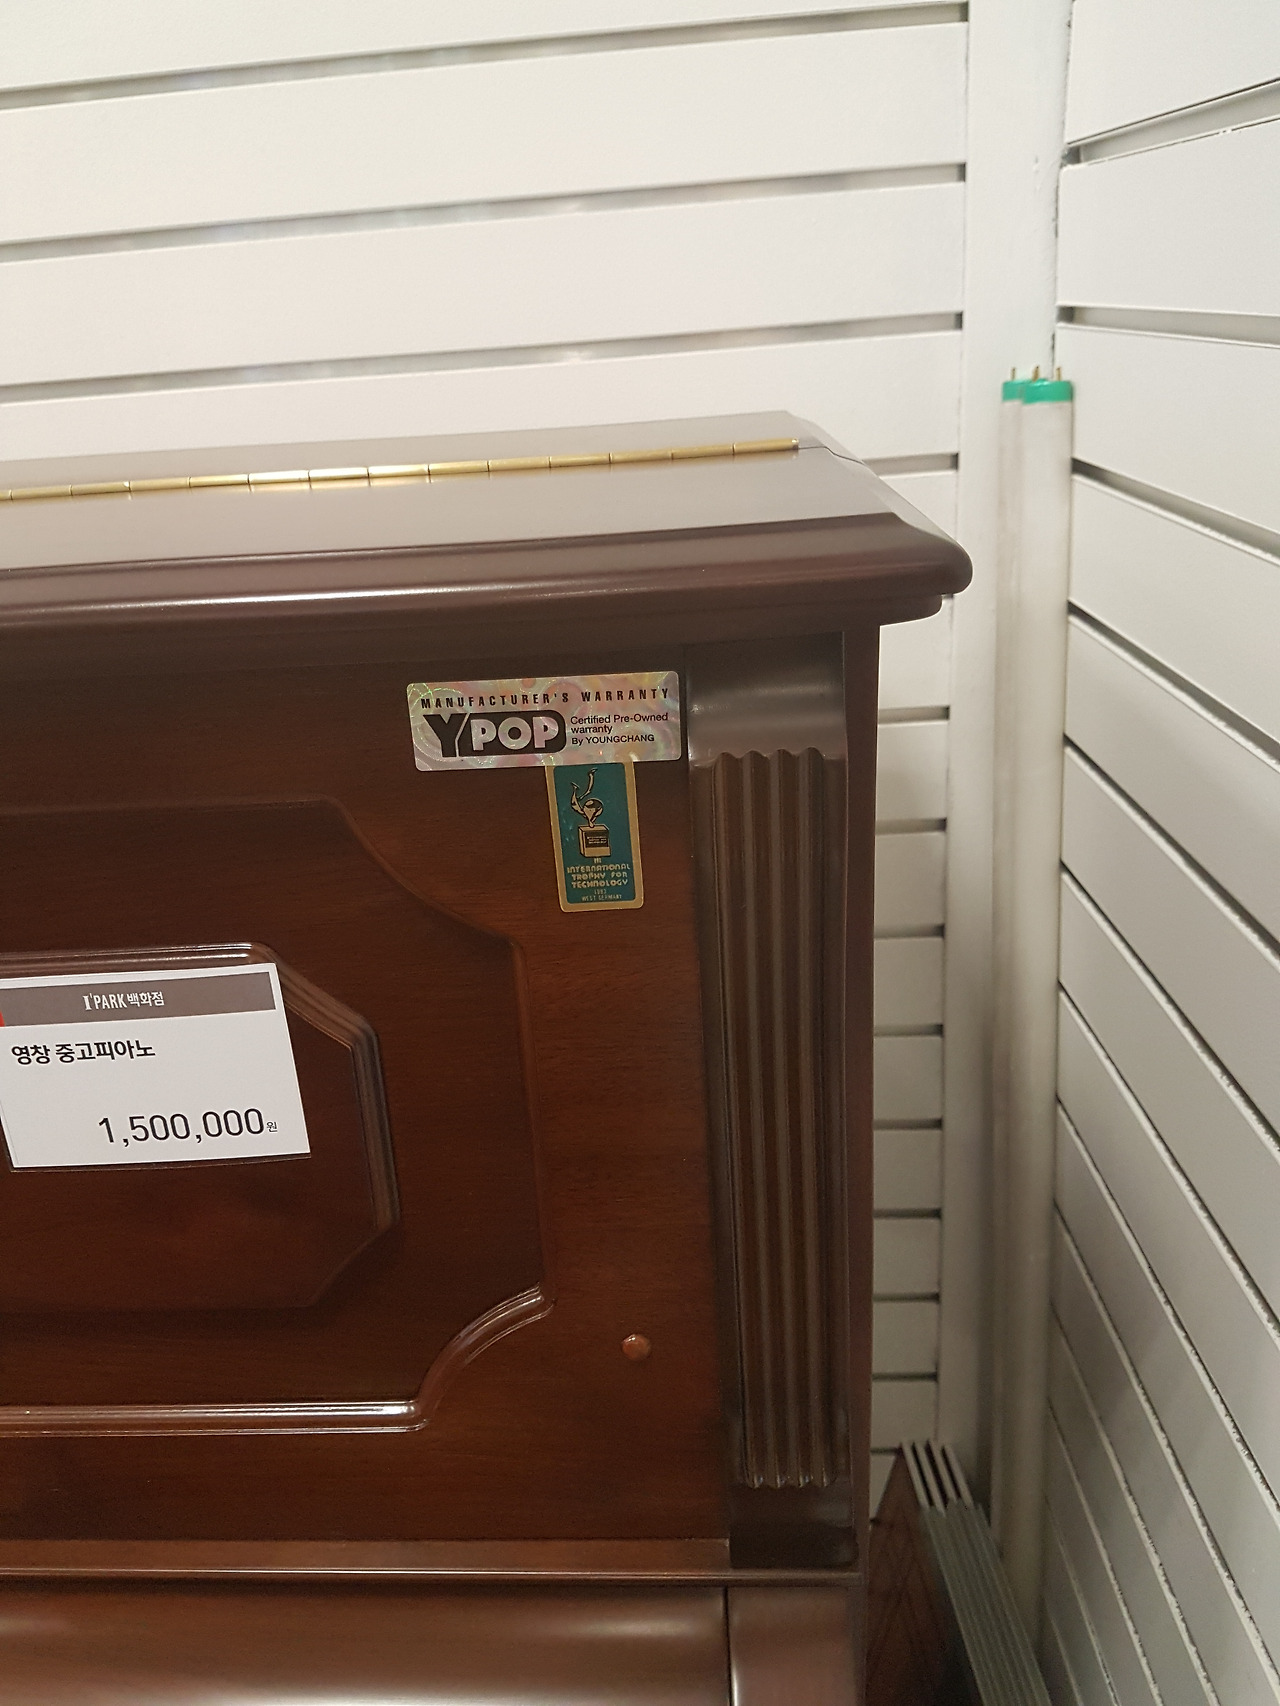 MANUFACTURER'S WARRANTY
YPOP
Certified Pre-Owned
warranty
By YOUNGCHANG
III
INTERNATIONAL
TROPHY FOR
TECHNOLOGY
WEST GERMANY
I'PARK백화점
영창 중고피아노
1,500,000원